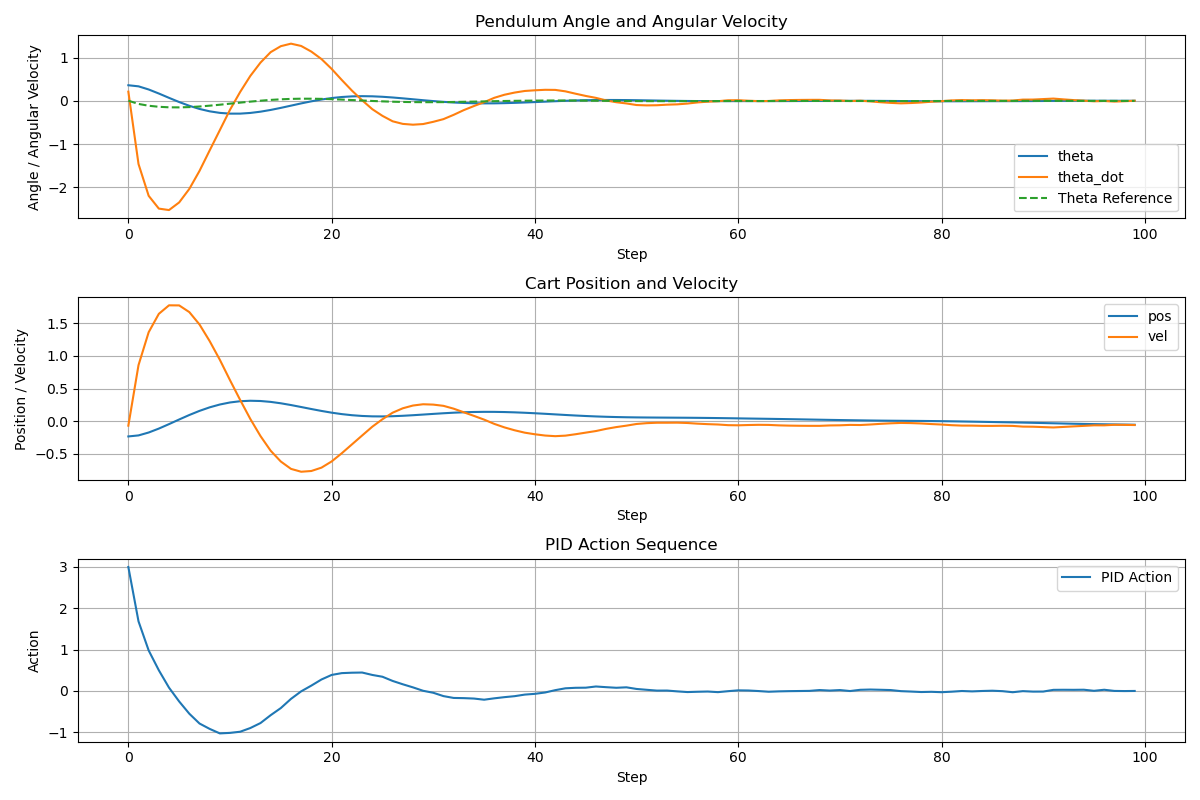 Pendulum Angle and Angular Velocity
Angle / Angular Velocity
1
0
−1
−2
theta
theta_dot
Theta Reference
0 20 40 60 80 100
Step
Cart Position and Velocity
Position / Velocity
1.5
1.0
0.5
0.0
−0.5
pos
vel
0 20 40 60 80 100
Step
PID Action Sequence
Action
3
2
1
0
−1
PID Action
0 20 40 60 80 100
Step